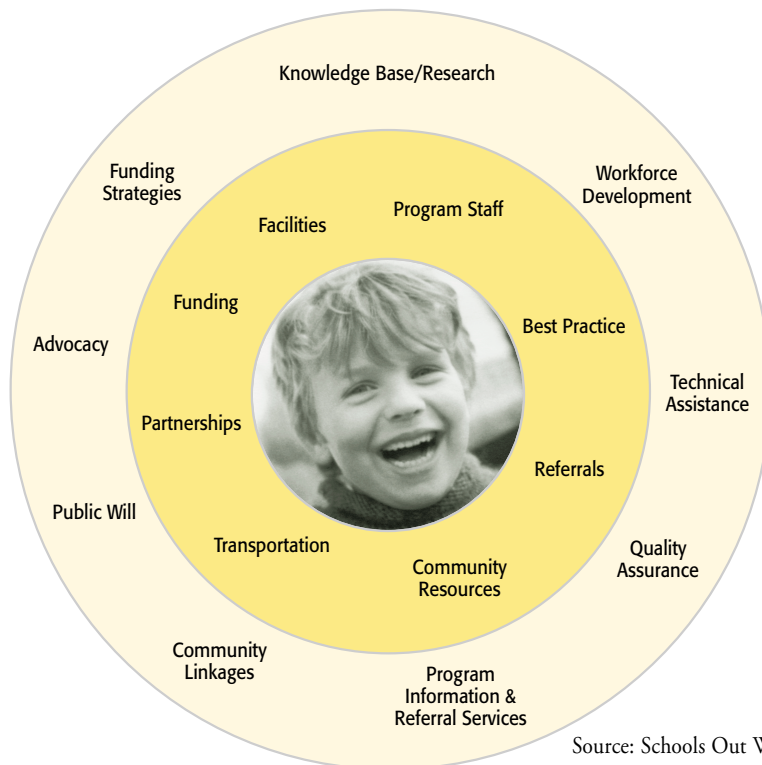 Knowledge Base/Research
Funding
Strategies
Workforce
Development
Program Staff
Facilities
Funding
Best Practice
Advocacy
Technical
Assistance
Partnerships
Referrals
Public Will
Transportation
Quality
Assurance
Community
Resources
Community
Linkages
Program
Information &
Referral Services
Source: Schools Out